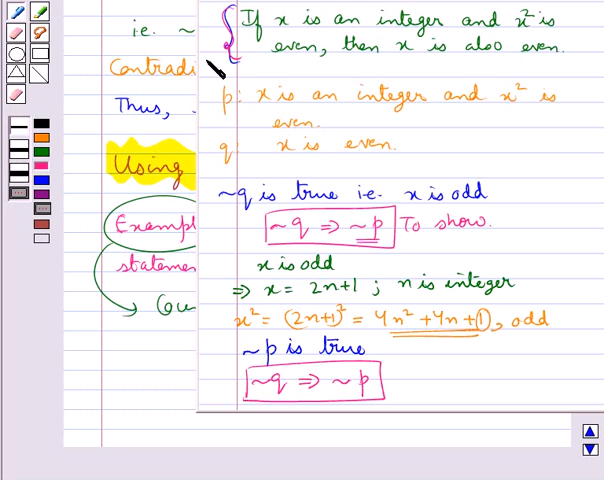 i.e. ~
Contradi
Thus,
Using
Exampl
statemen
If x is an integer and x² is
even, then x is also even.
p: x is an integer and x² is
even.
q: x is even.
~q is true i.e. x is odd
~q ⇒ ~p To show.
x is odd
⇒ x = 2n+1 ; n is integer
x² = (2n+1)² = 4n² + 4n + 1, odd
~p is true
~q ⇒ ~p